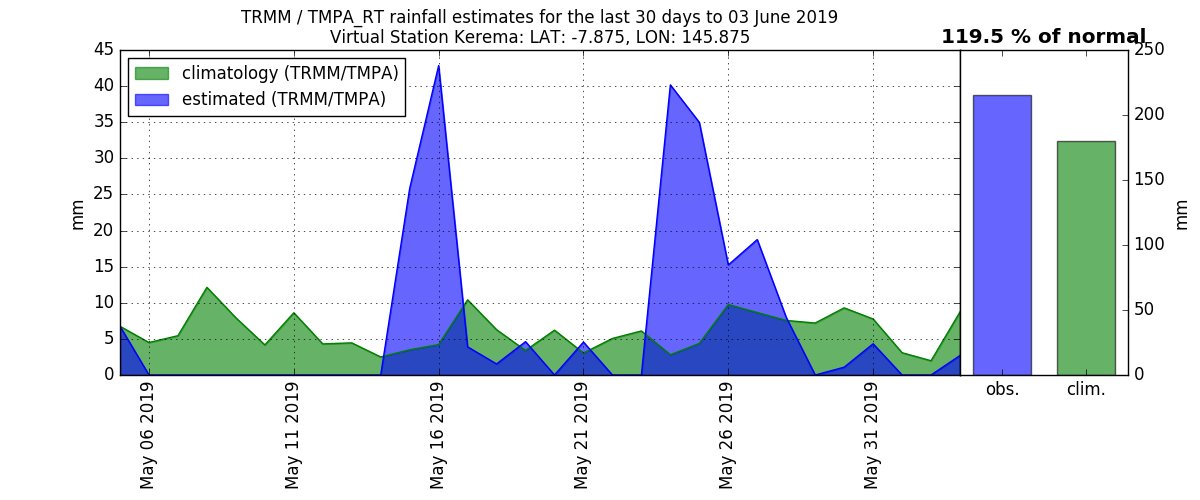 TRMM / TMPA_RT rainfall estimates for the last 30 days to 03 June 2019
Virtual Station Kerema: LAT: -7.875, LON: 145.875
119.5 % of normal
climatology (TRMM/TMPA)
estimated (TRMM/TMPA)
mm
45
40
35
30
25
20
15
10
5
0
May 06 2019
May 11 2019
May 16 2019
May 21 2019
May 26 2019
May 31 2019
250
200
150
100
50
0
mm
obs.
clim.